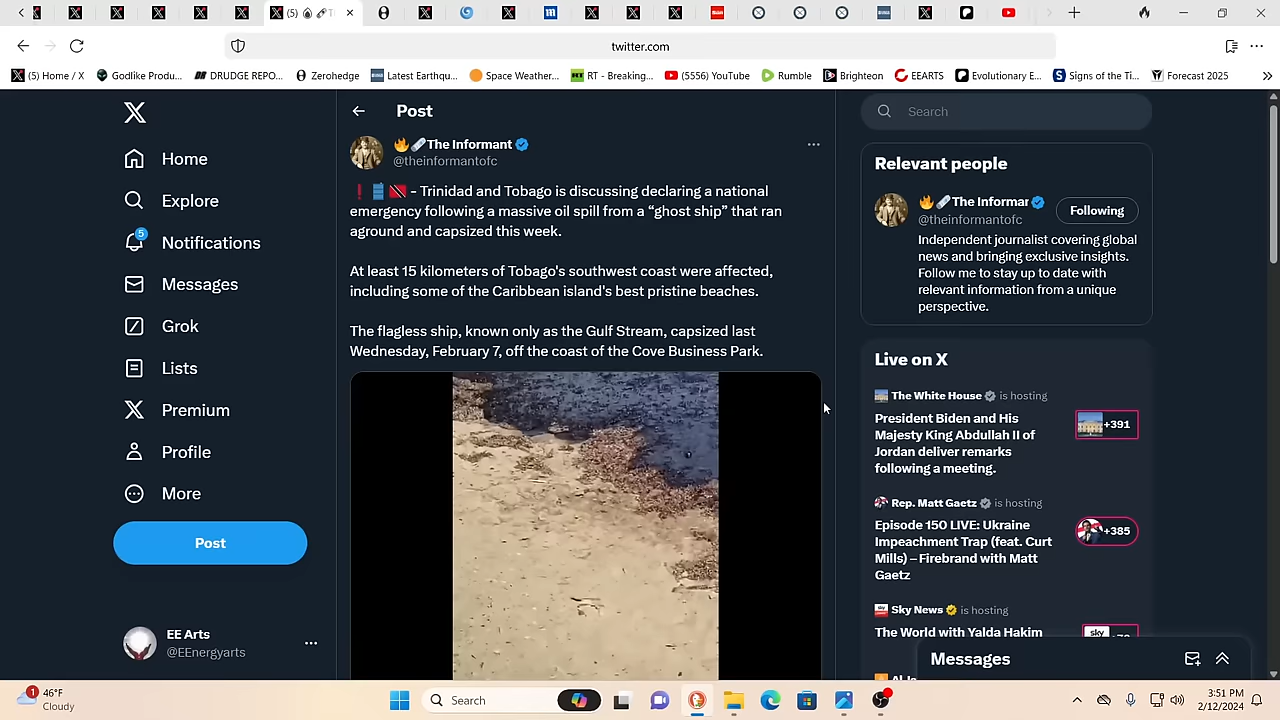 (5)
twitter.com
(5) Home / X
Godlike Produ...
DRUDGE REPO...
Zerohedge
Latest Earthqu...
Space Weather...
RT - Breaking...
(5556) YouTube
Rumble
Brighteon
EEARTS
Evolutionary E...
Signs of the Ti...
Forecast 2025
Home
Explore
5
Notifications
Messages
Grok
Lists
Premium
Profile
More
Post
EE Arts
@EEnergyarts
Post
The Informant
@theinformantofc
- Trinidad and Tobago is discussing declaring a national
emergency following a massive oil spill from a “ghost ship” that ran
aground and capsized this week.
At least 15 kilometers of Tobago's southwest coast were affected,
including some of the Caribbean island's best pristine beaches.
The flagless ship, known only as the Gulf Stream, capsized last
Wednesday, February 7, off the coast of the Cove Business Park.
Search
Relevant people
The Informar
@theinformantofc
Following
Independent journalist covering global
news and bringing exclusive insights.
Follow me to stay up to date with
relevant information from a unique
perspective.
Live on X
The White House is hosting
President Biden and His
Majesty King Abdullah II of
Jordan deliver remarks
following a meeting.
+391
Rep. Matt Gaetz is hosting
Episode 150 LIVE: Ukraine
Impeachment Trap (feat. Curt
Mills) – Firebrand with Matt
Gaetz
+385
Sky News is hosting
The World with Yalda Hakim
sky
Messages
1
46°F
Cloudy
Search
3:51 PM
2/12/2024